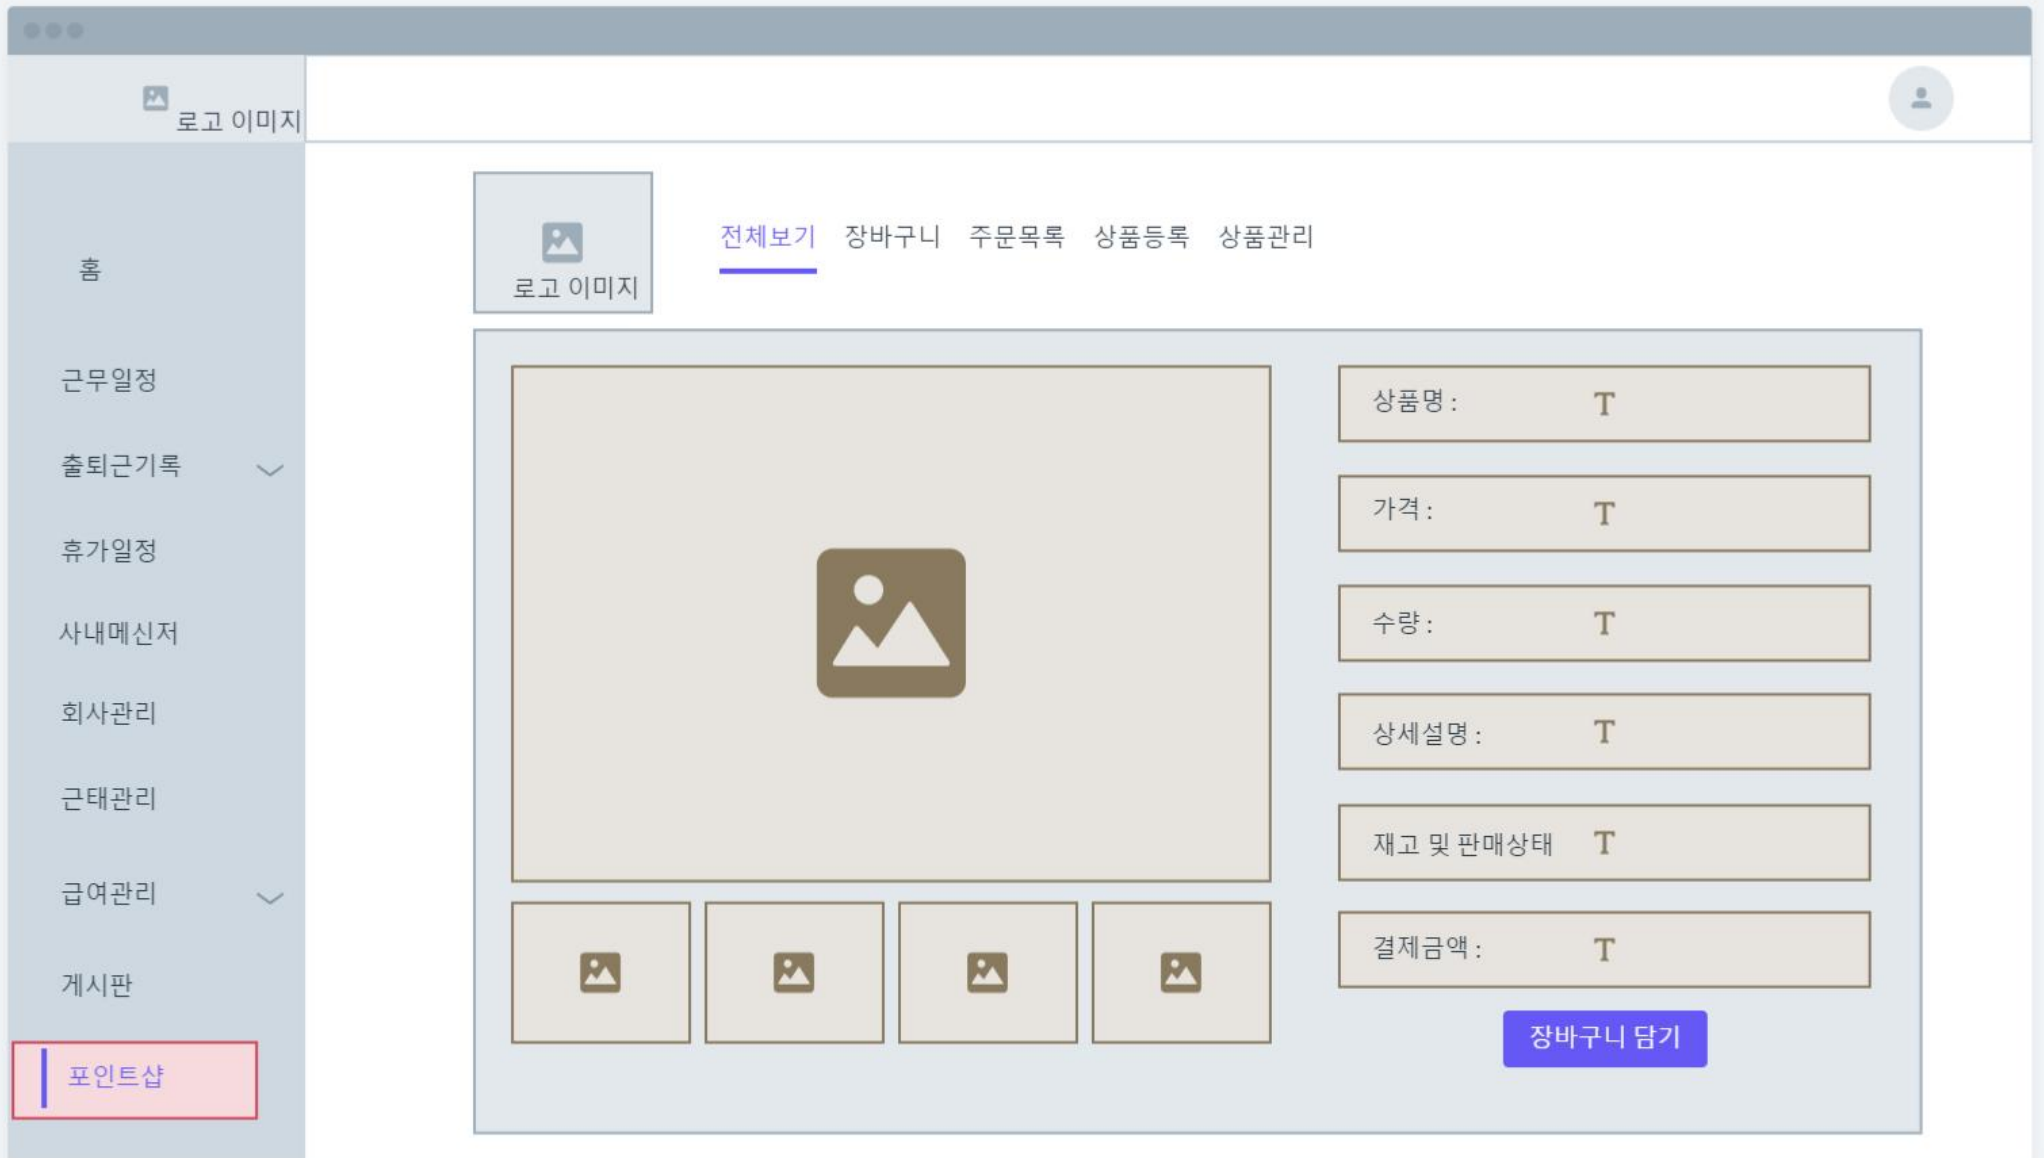 로고 이미지
홈
근무일정
출퇴근기록
휴가일정
사내메신저
회사관리
근태관리
급여관리
게시판
포인트샵
로고 이미지
전체보기 장바구니 주문목록 상품등록 상품관리
상품명 : T
가격 : T
수량 : T
상세설명 : T
재고 및 판매상태 T
결제금액 : T
장바구니 담기